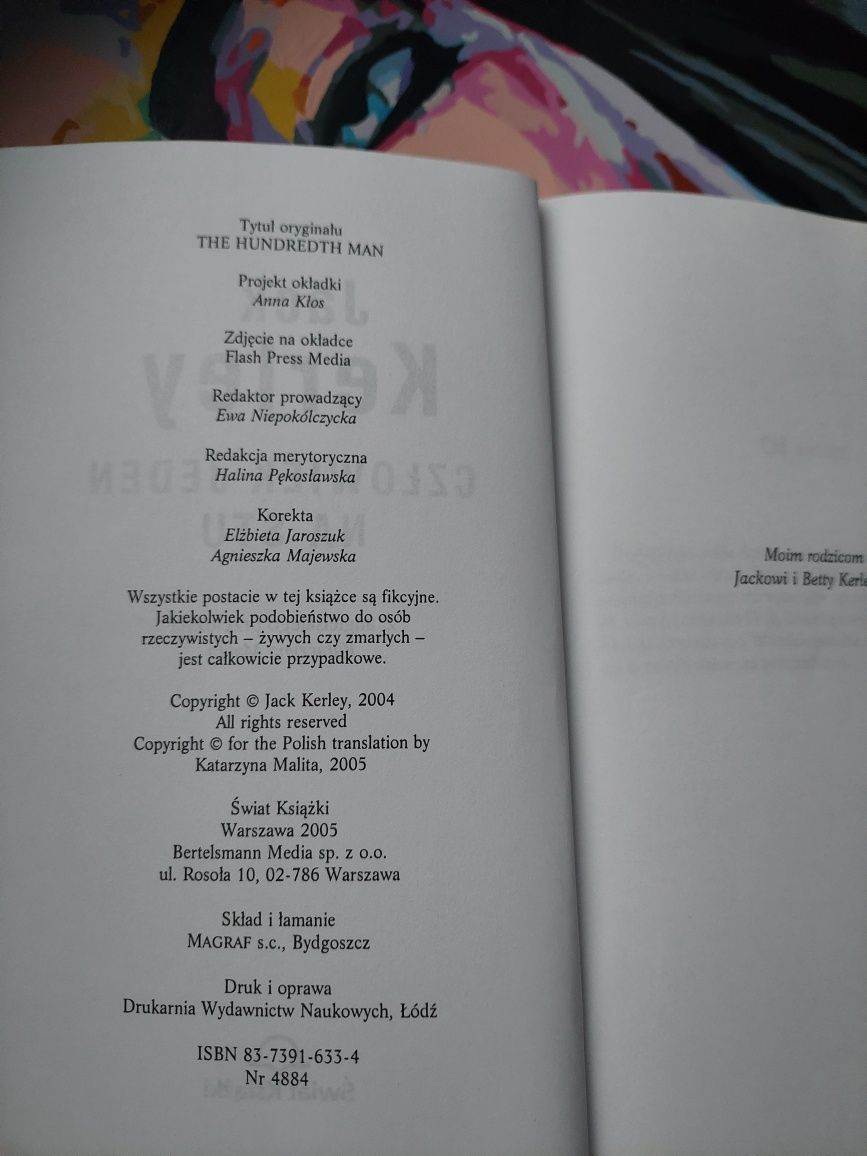 Tytuł oryginału
THE HUNDREDTH MAN
Projekt okładki
Anna Kłos
Zdjęcie na okładce
Flash Press Media
Redaktor prowadzący
Ewa Niepokólczycka
Redakcja merytoryczna
Halina Pękosławska
Korekta
Elżbieta Jaroszuk
Agnieszka Majewska
Wszystkie postacie w tej książce są fikcyjne.
Jakiekolwiek podobieństwo do osób
rzeczywistych – żywych czy zmarłych –
jest całkowicie przypadkowe.
Copyright © Jack Kerley, 2004
All rights reserved
Copyright © for the Polish translation by
Katarzyna Malita, 2005
Świat Książki
Warszawa 2005
Bertelsmann Media sp. z o.o.
ul. Rosoła 10, 02-786 Warszawa
Skład i łamanie
MAGRAF s.c., Bydgoszcz
Druk i oprawa
Drukarnia Wydawnictw Naukowych, Łódź
ISBN 83-7391-633-4
Nr 4884
Moim rodzicom
Jackowi i Betty Kerle